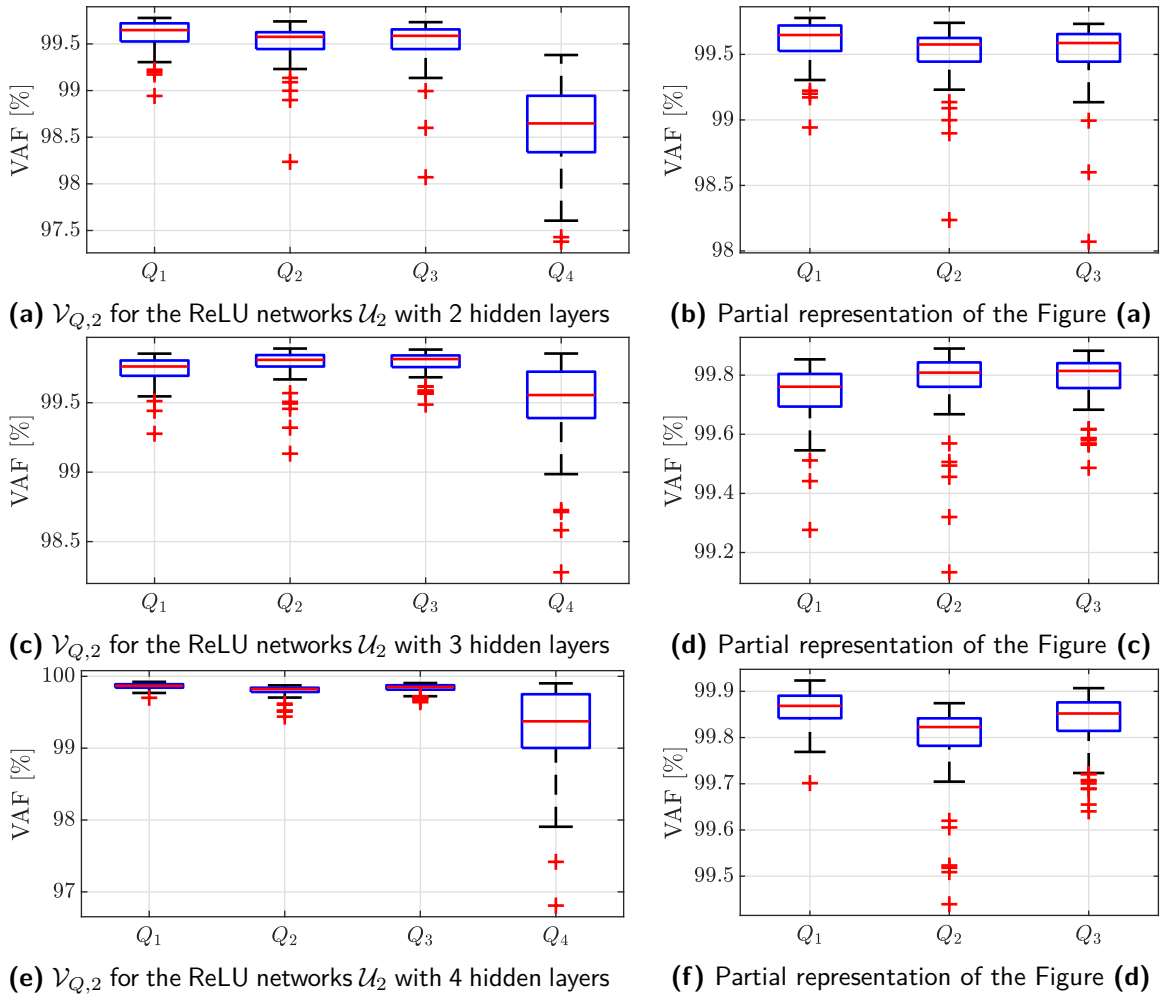 99.5
99
98.5
98
97.5
VAF [%]
Q₁ Q₂ Q₃ Q₄
(a) 𝒱_{Q,2} for the ReLU networks 𝒰₂ with 2 hidden layers
99.5
99
98.5
98
VAF [%]
Q₁ Q₂ Q₃
(b) Partial representation of the Figure (a)
99.5
99
98.5
VAF [%]
Q₁ Q₂ Q₃ Q₄
(c) 𝒱_{Q,2} for the ReLU networks 𝒰₂ with 3 hidden layers
99.8
99.6
99.4
99.2
VAF [%]
Q₁ Q₂ Q₃
(d) Partial representation of the Figure (c)
100
99
98
97
VAF [%]
Q₁ Q₂ Q₃ Q₄
(e) 𝒱_{Q,2} for the ReLU networks 𝒰₂ with 4 hidden layers
99.9
99.8
99.7
99.6
99.5
VAF [%]
Q₁ Q₂ Q₃
(f) Partial representation of the Figure (d)